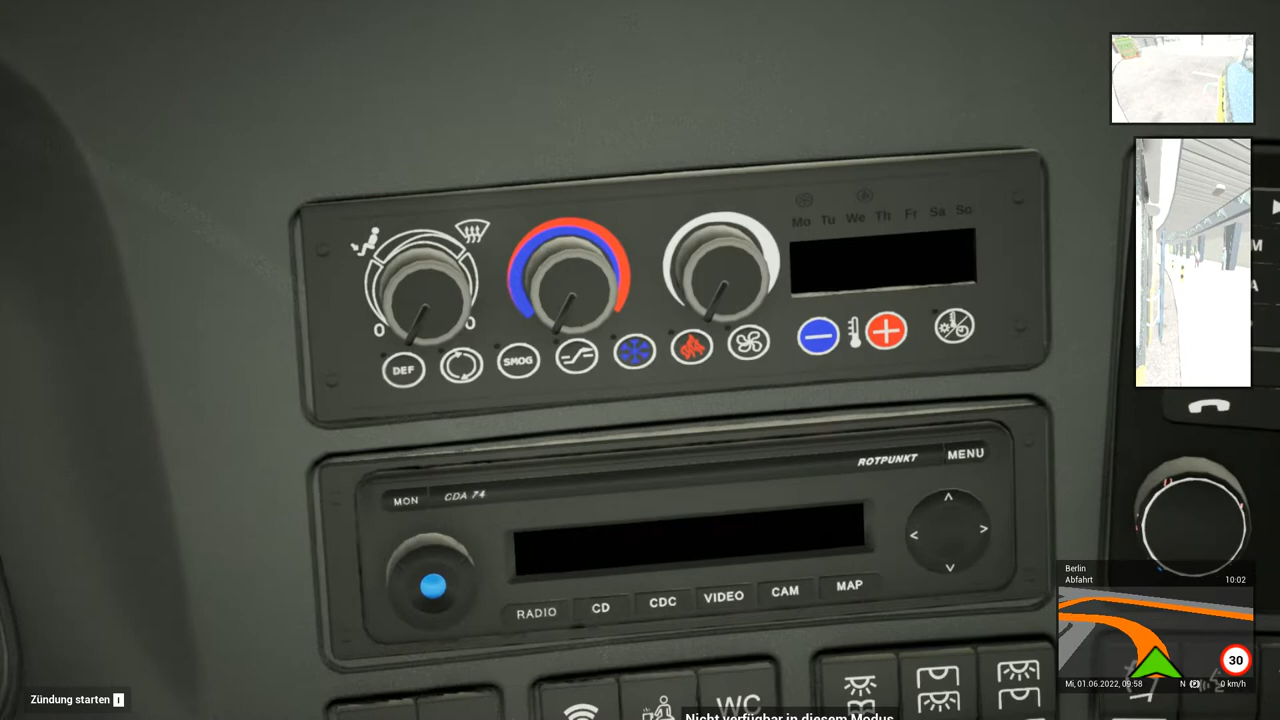 Mo Tu We Th Fr Sa So
0 0
DEF SMOG
M
A
ROTPUNKT MENU
MON CDA 74
RADIO CD CDC VIDEO CAM MAP
Berlin
Abfahrt 10:02
30
Mi, 01.06.2022, 09:58 N P 0 km/h
Zündung starten I
WC
Nicht verfügbar in diesem Modus